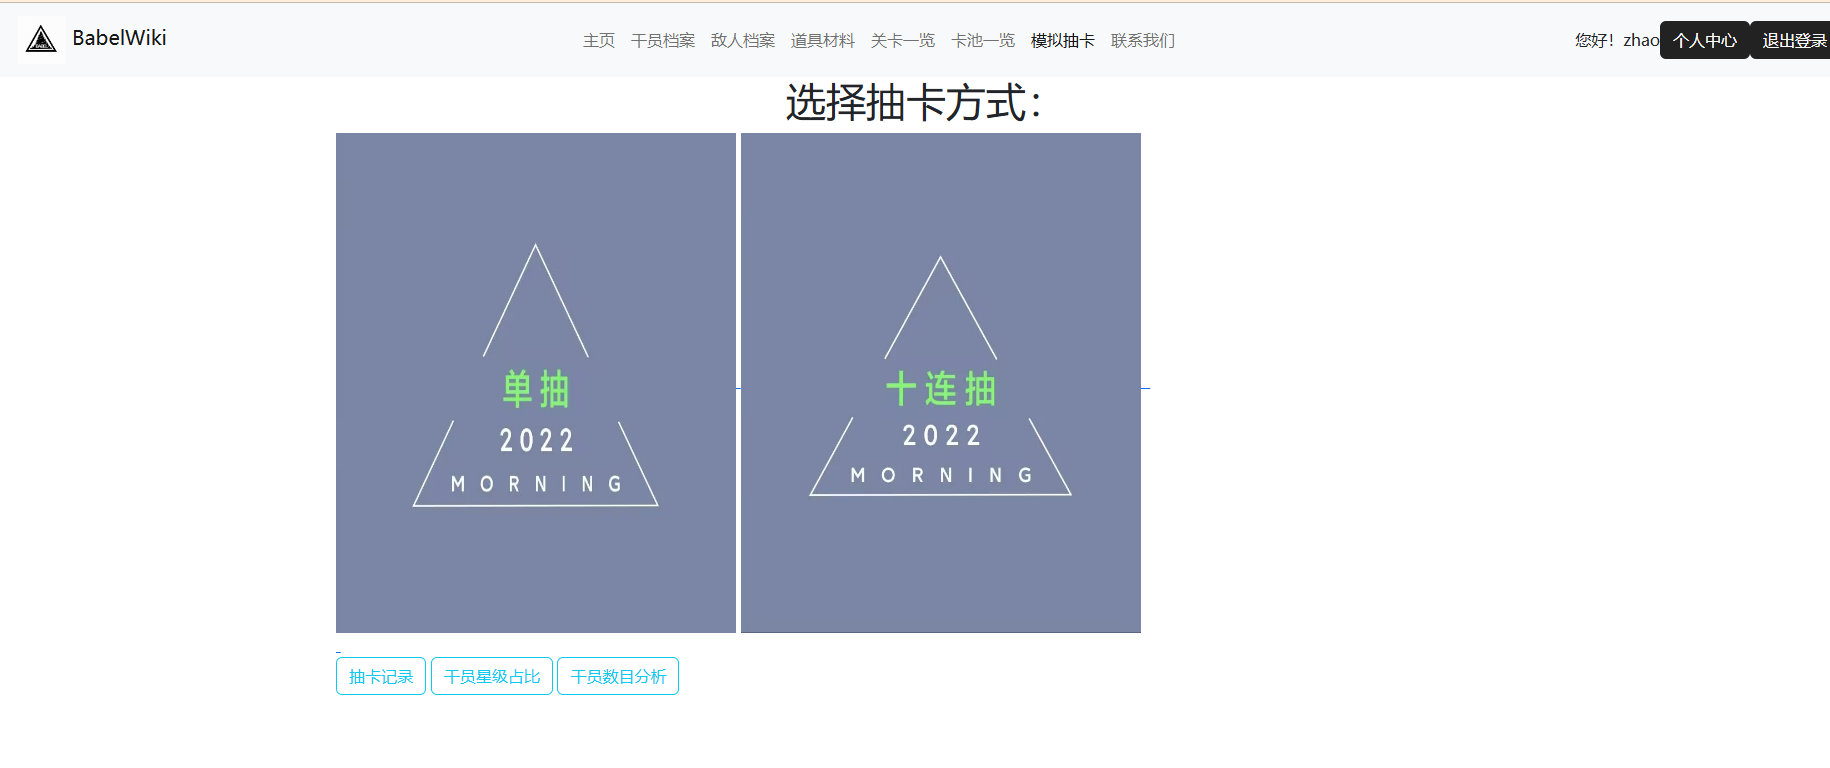 BabelWiki 主页 干员档案 敌人档案 道具材料 关卡一览 卡池一览 模拟抽卡 联系我们 您好！zhao 个人中心 退出登录
选择抽卡方式：
单抽
2022
MORNING
十连抽
2022
MORNING
抽卡记录 干员星级占比 干员数目分析